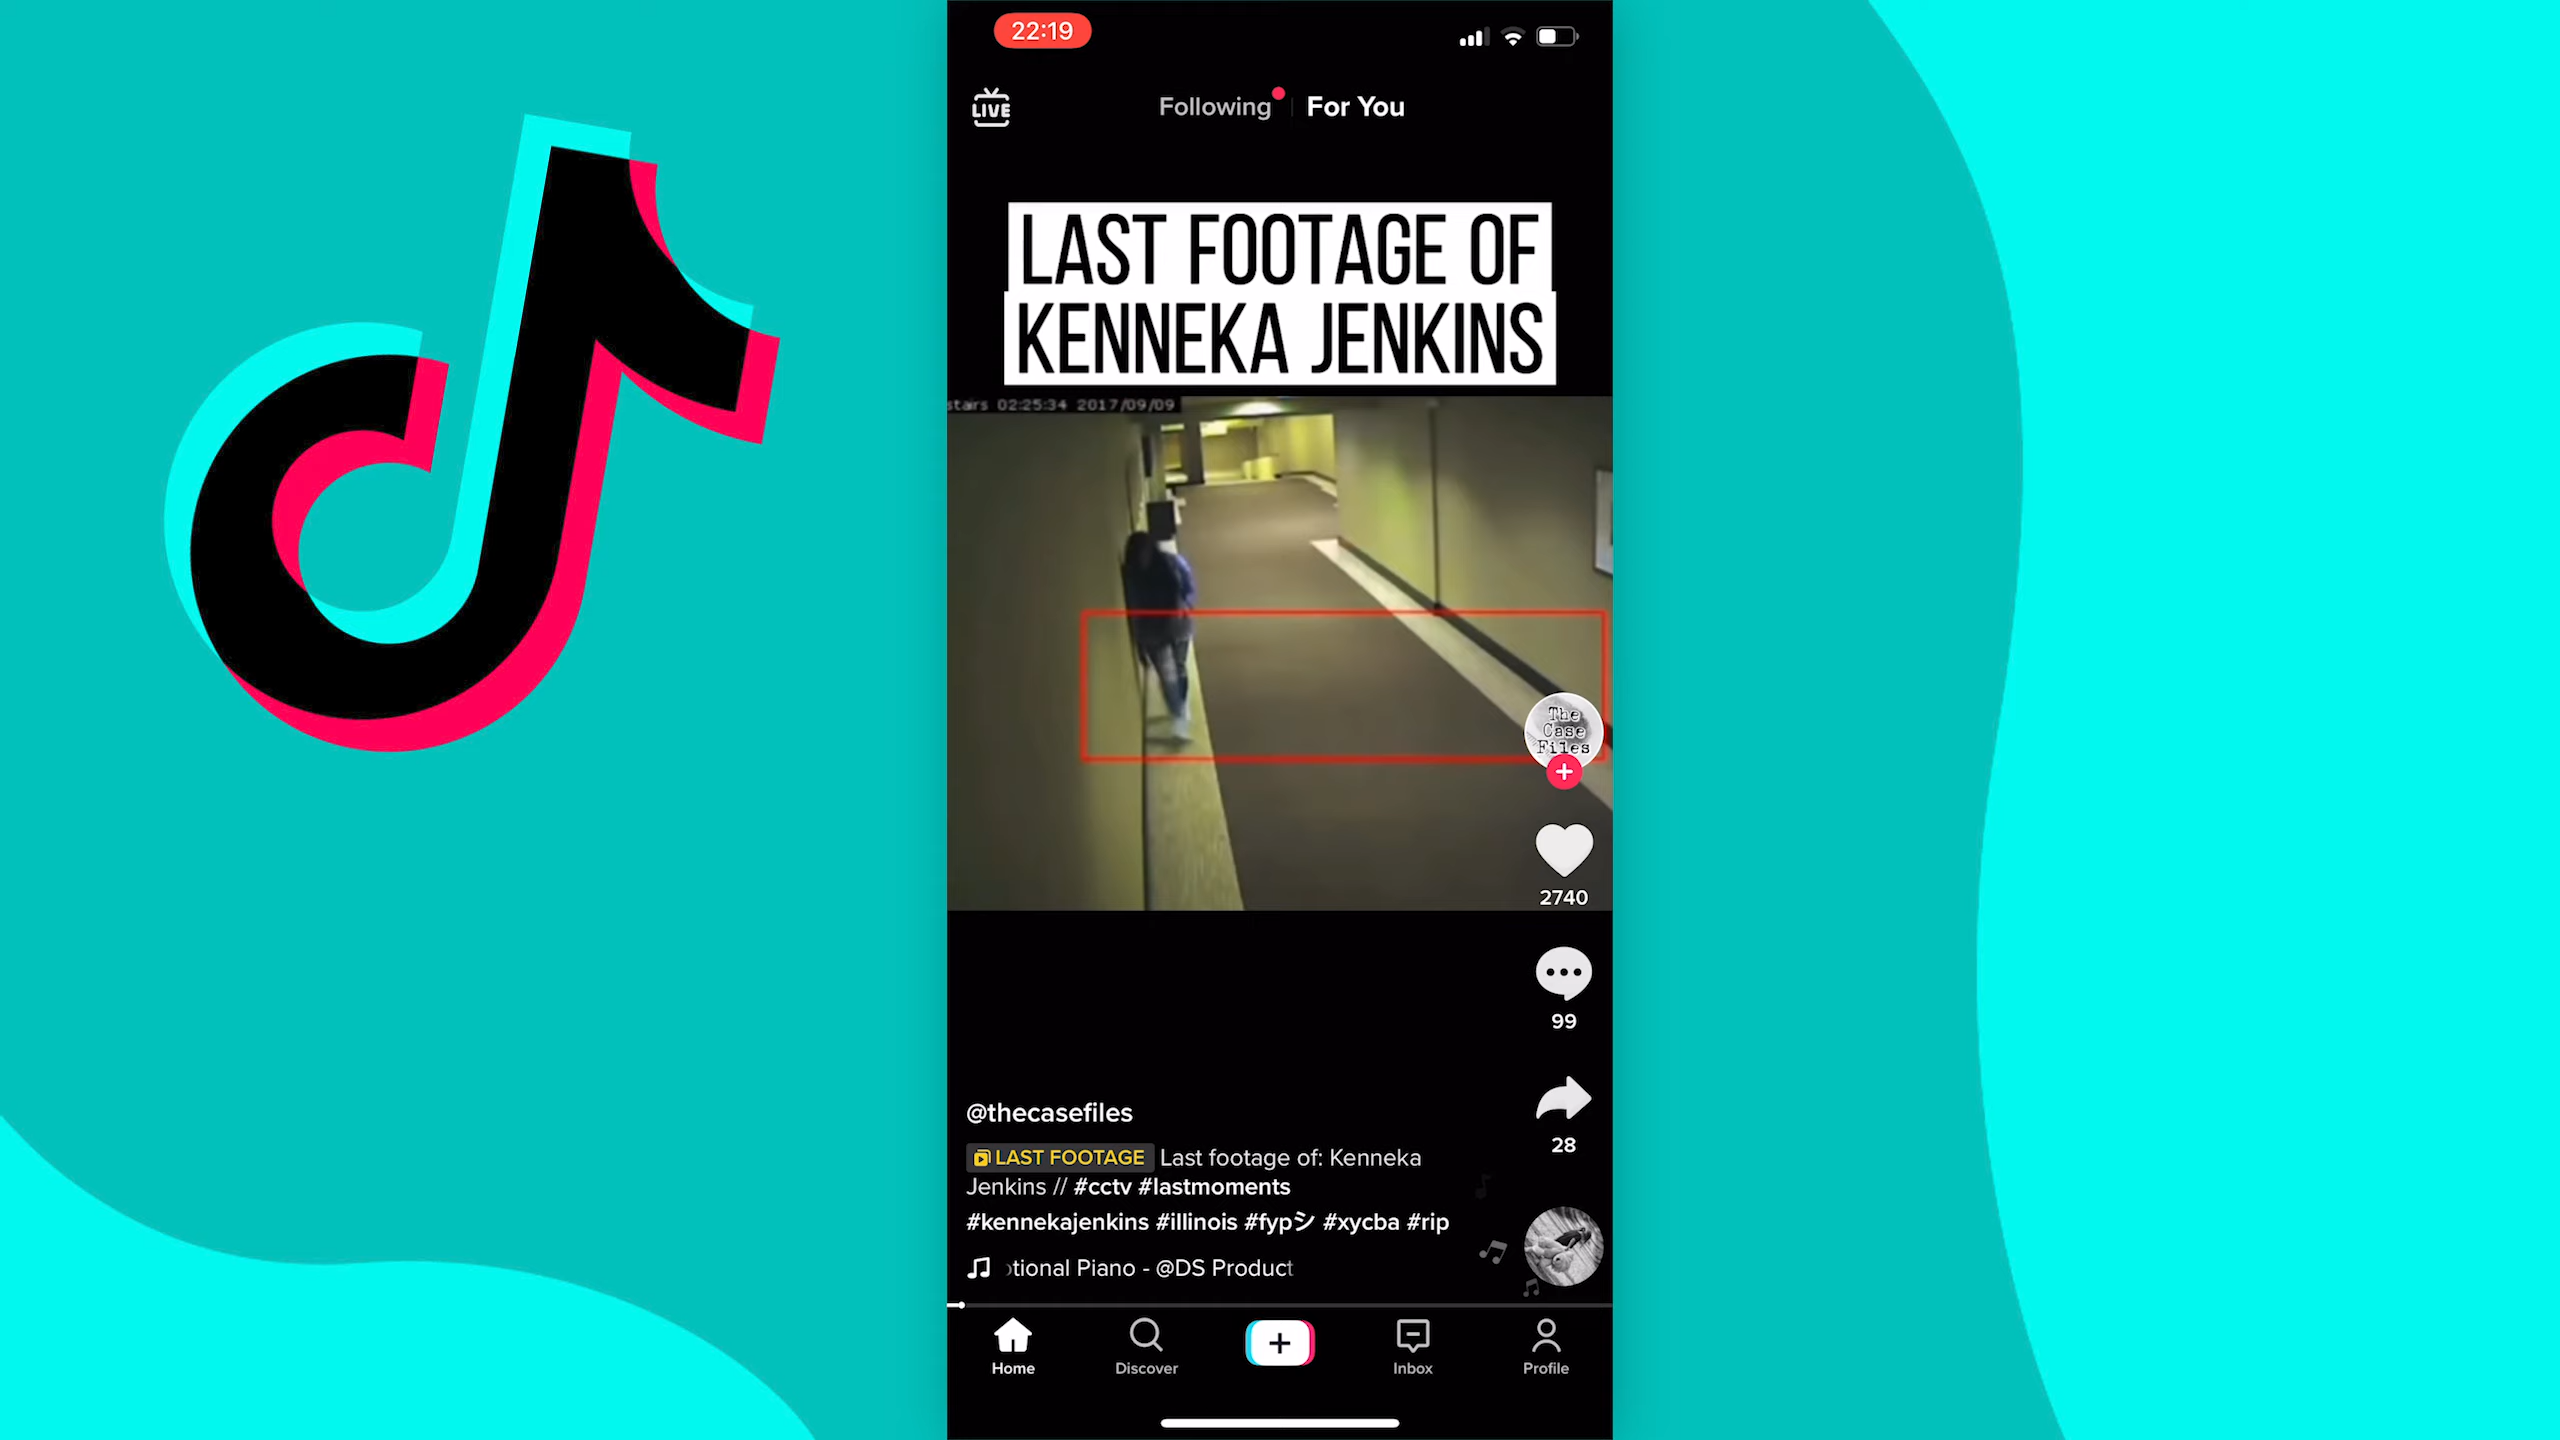 22:19
LIVE
Following For You
LAST FOOTAGE OF
KENNEKA JENKINS
stairs 02:25:34 2017/09/09
The
Case
Files
2740
99
28
@thecasefiles
LAST FOOTAGE Last footage of: Kenneka
Jenkins // #cctv #lastmoments
#kennekajenkins #illinois #fypシ #xycba #rip
tional Piano - @DS Product
Home Discover Inbox Profile